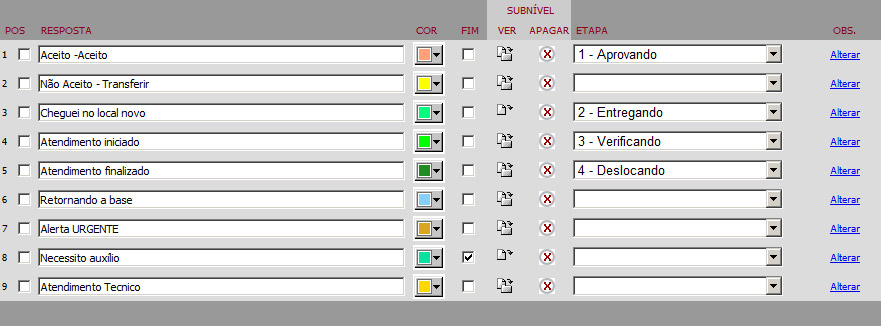 SUBNÍVEL
POS RESPOSTA COR FIM VER APAGAR ETAPA OBS.
1 Aceito -Aceito 1 - Aprovando Alterar
2 Não Aceito - Transferir Alterar
3 Cheguei no local novo 2 - Entregando Alterar
4 Atendimento iniciado 3 - Verificando Alterar
5 Atendimento finalizado 4 - Deslocando Alterar
6 Retornando a base Alterar
7 Alerta URGENTE Alterar
8 Necessito auxílio Alterar
9 Atendimento Tecnico Alterar